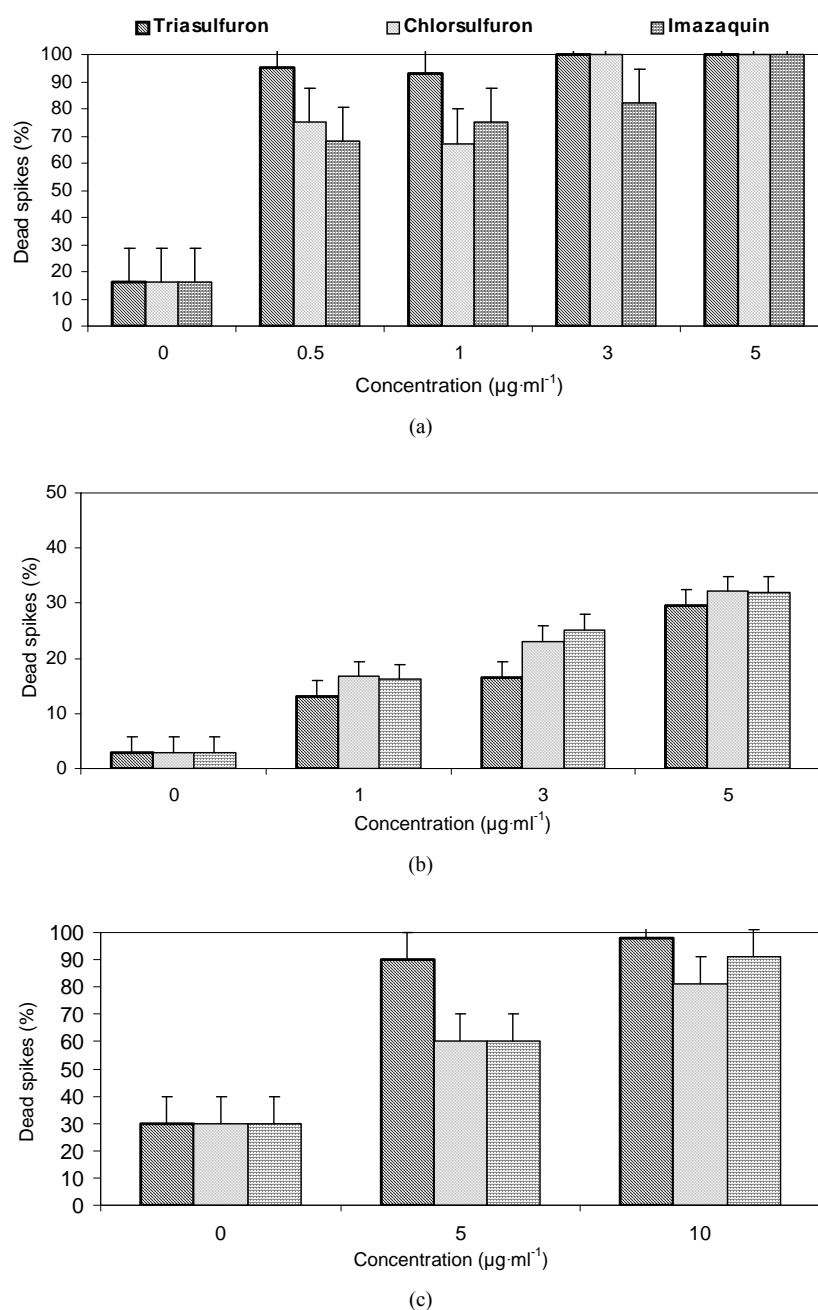 Triasulfuron Chlorsulfuron Imazaquin
100
90
80
70
60
50
40
30
20
10
0
Dead spikes (%)
0 0.5 1 3 5
Concentration (µg·ml⁻¹)
(a)
50
40
30
20
10
0
Dead spikes (%)
0 1 3 5
Concentration (µg·ml⁻¹)
(b)
100
90
80
70
60
50
40
30
20
10
0
Dead spikes (%)
0 5 10
Concentration (µg·ml⁻¹)
(c)